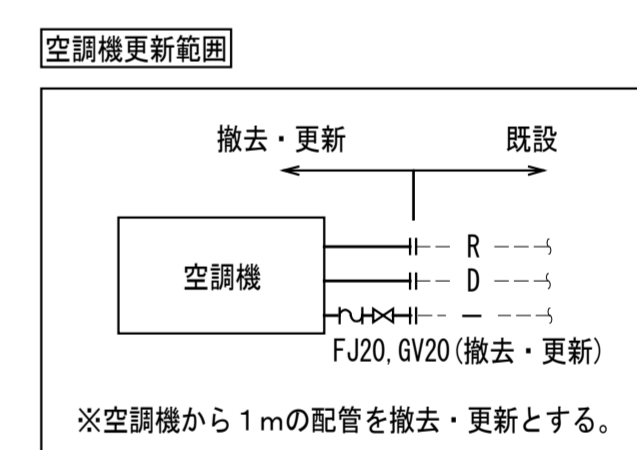 空調機更新範囲
撤去・更新 既設
R
空調機 D
FJ20,GV20(撤去・更新)
※空調機から1mの配管を撤去・更新とする。